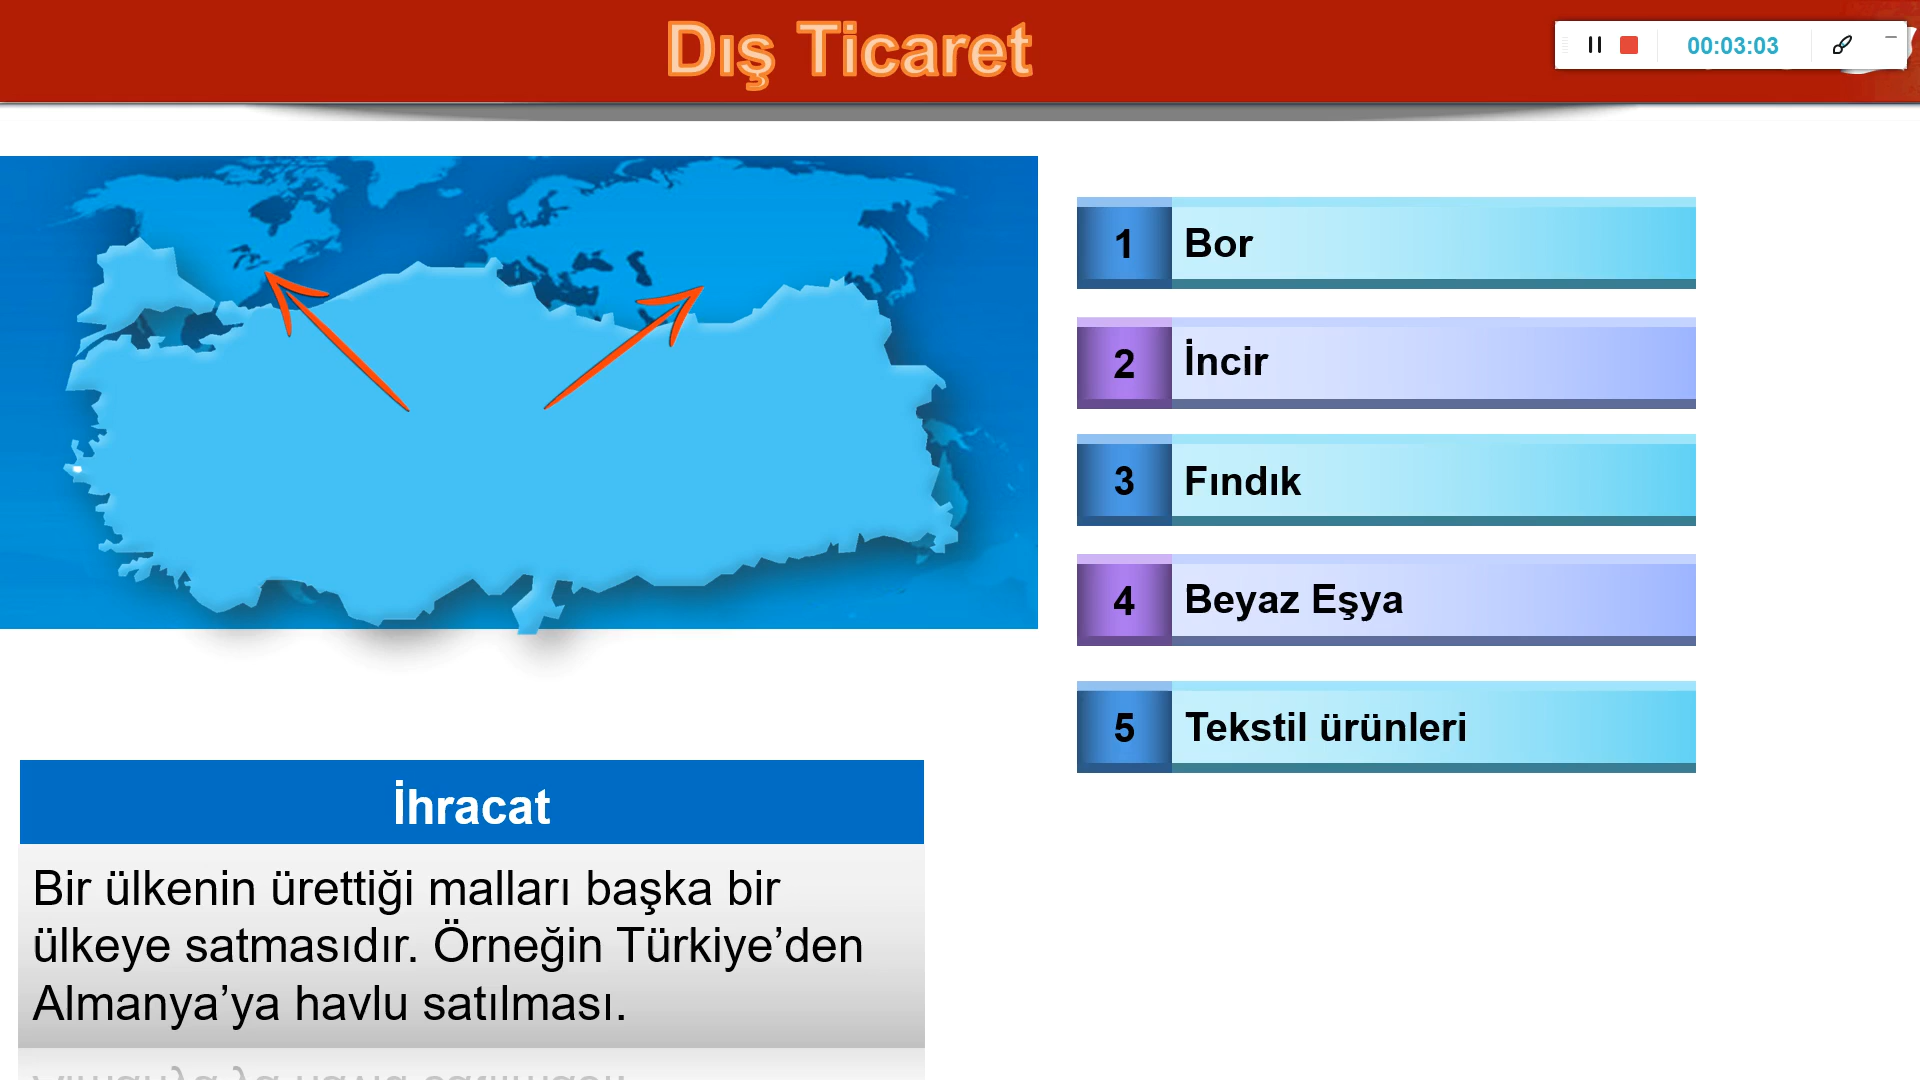 Dış Ticaret
00:03:03
1 Bor
2 İncir
3 Fındık
4 Beyaz Eşya
5 Tekstil ürünleri
İhracat
Bir ülkenin ürettiği malları başka bir
ülkeye satmasıdır. Örneğin Türkiye’den
Almanya’ya havlu satılması.